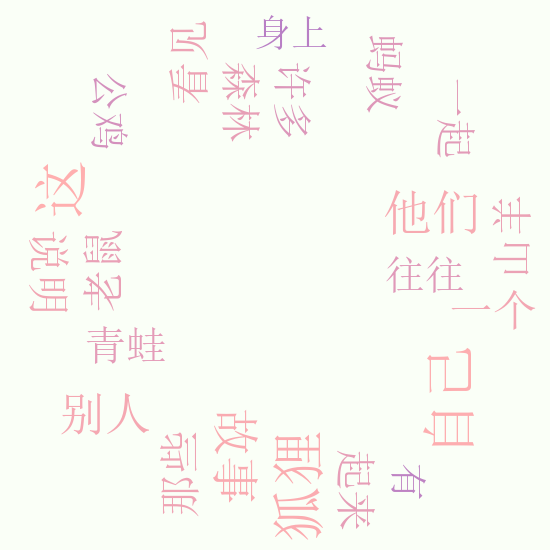 看见
身上
蚂蚁
森林
许多
公鸡
一起
这
他们
说明
老鼠
往往
一个
青蛙
自己
别人
故事
那些
狐狸
起来
有